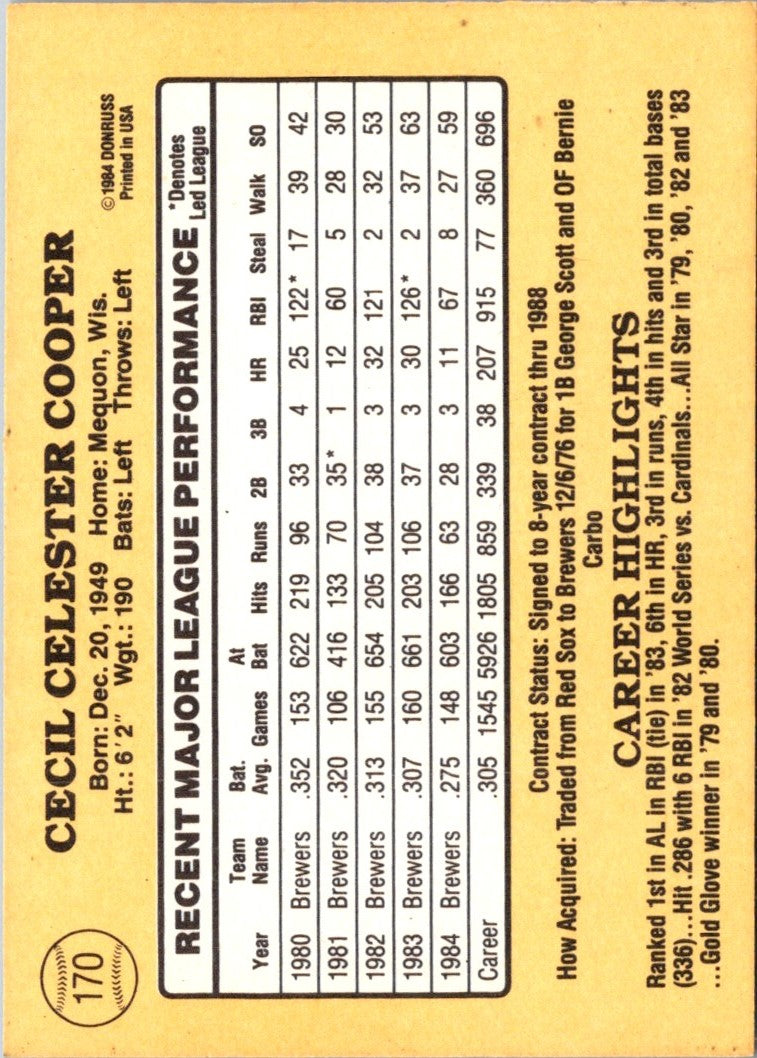 170
CECIL CELESTER COOPER
Born: Dec. 20, 1949 Home: Mequon, Wis. ©1984 DONRUSS
Ht.: 6'2" Wgt.: 190 Bats: Left Throws: Left Printed in USA
RECENT MAJOR LEAGUE PERFORMANCE *Denotes Led League
Year Team Name Bat. Avg. Games At Bat Hits Runs 2B 3B HR RBI Steal Walk SO
1980 Brewers .352 153 622 219 96 33 4 25 122* 17 39 42
1981 Brewers .320 106 416 133 70 35* 1 12 60 5 28 30
1982 Brewers .313 155 654 205 104 38 3 32 121 2 32 53
1983 Brewers .307 160 661 203 106 37 3 30 126* 2 37 63
1984 Brewers .275 148 603 166 63 28 3 11 67 8 27 59
Career .305 1545 5926 1805 859 339 38 207 915 77 360 696
Contract Status: Signed to 8-year contract thru 1988
How Acquired: Traded from Red Sox to Brewers 12/6/76 for 1B George Scott and OF Bernie
Carbo
CAREER HIGHLIGHTS
Ranked 1st in AL in RBI (tie) in '83, 6th in HR, 3rd in runs, 4th in hits and 3rd in total bases
(336)...Hit .286 with 6 RBI in '82 World Series vs. Cardinals...All Star in '79, '80, '82 and '83
...Gold Glove winner in '79 and '80.